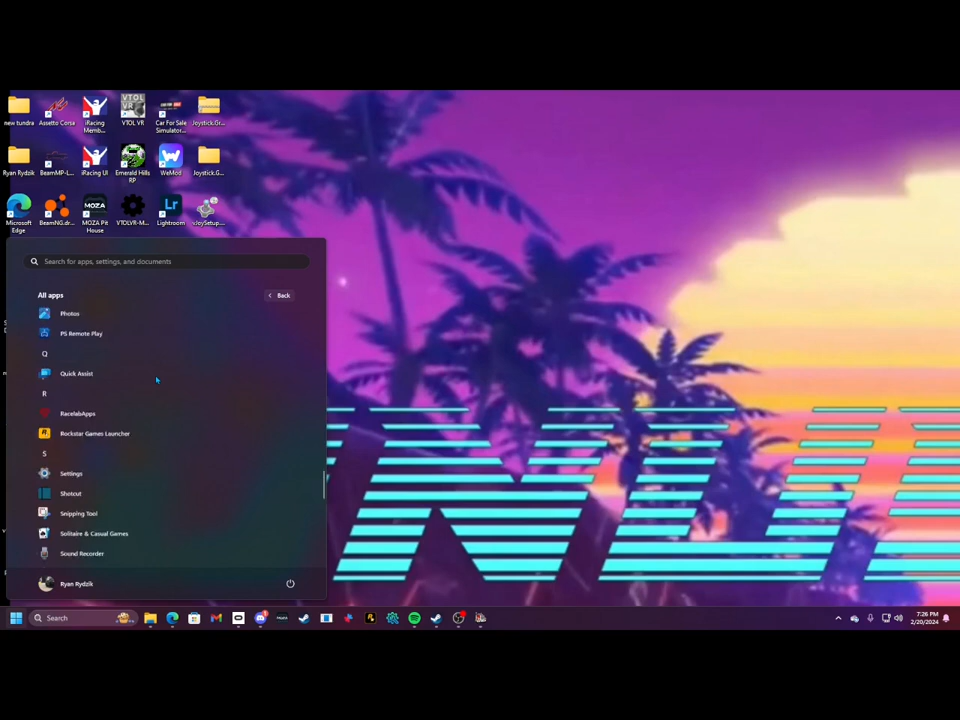 new tundra
Assetto Corsa
iRacing Memb...
VTOL VR
Car For Sale Simulator...
Joystick.Gr...
Ryan Rydzik
BeamMP-L...
iRacing UI
Emerald Hills RP
WeMod
Joystick.G...
Microsoft Edge
BeamNG.dr...
MOZA Pit House
VTOLVR-M...
Lightroom
vJoySetup....
Search for apps, settings, and documents
All apps
Back
Photos
PS Remote Play
Q
Quick Assist
R
RacelabApps
Rockstar Games Launcher
S
Settings
Shotcut
Snipping Tool
Solitaire & Casual Games
Sound Recorder
Ryan Rydzik
Search
7:26 PM
2/20/2024